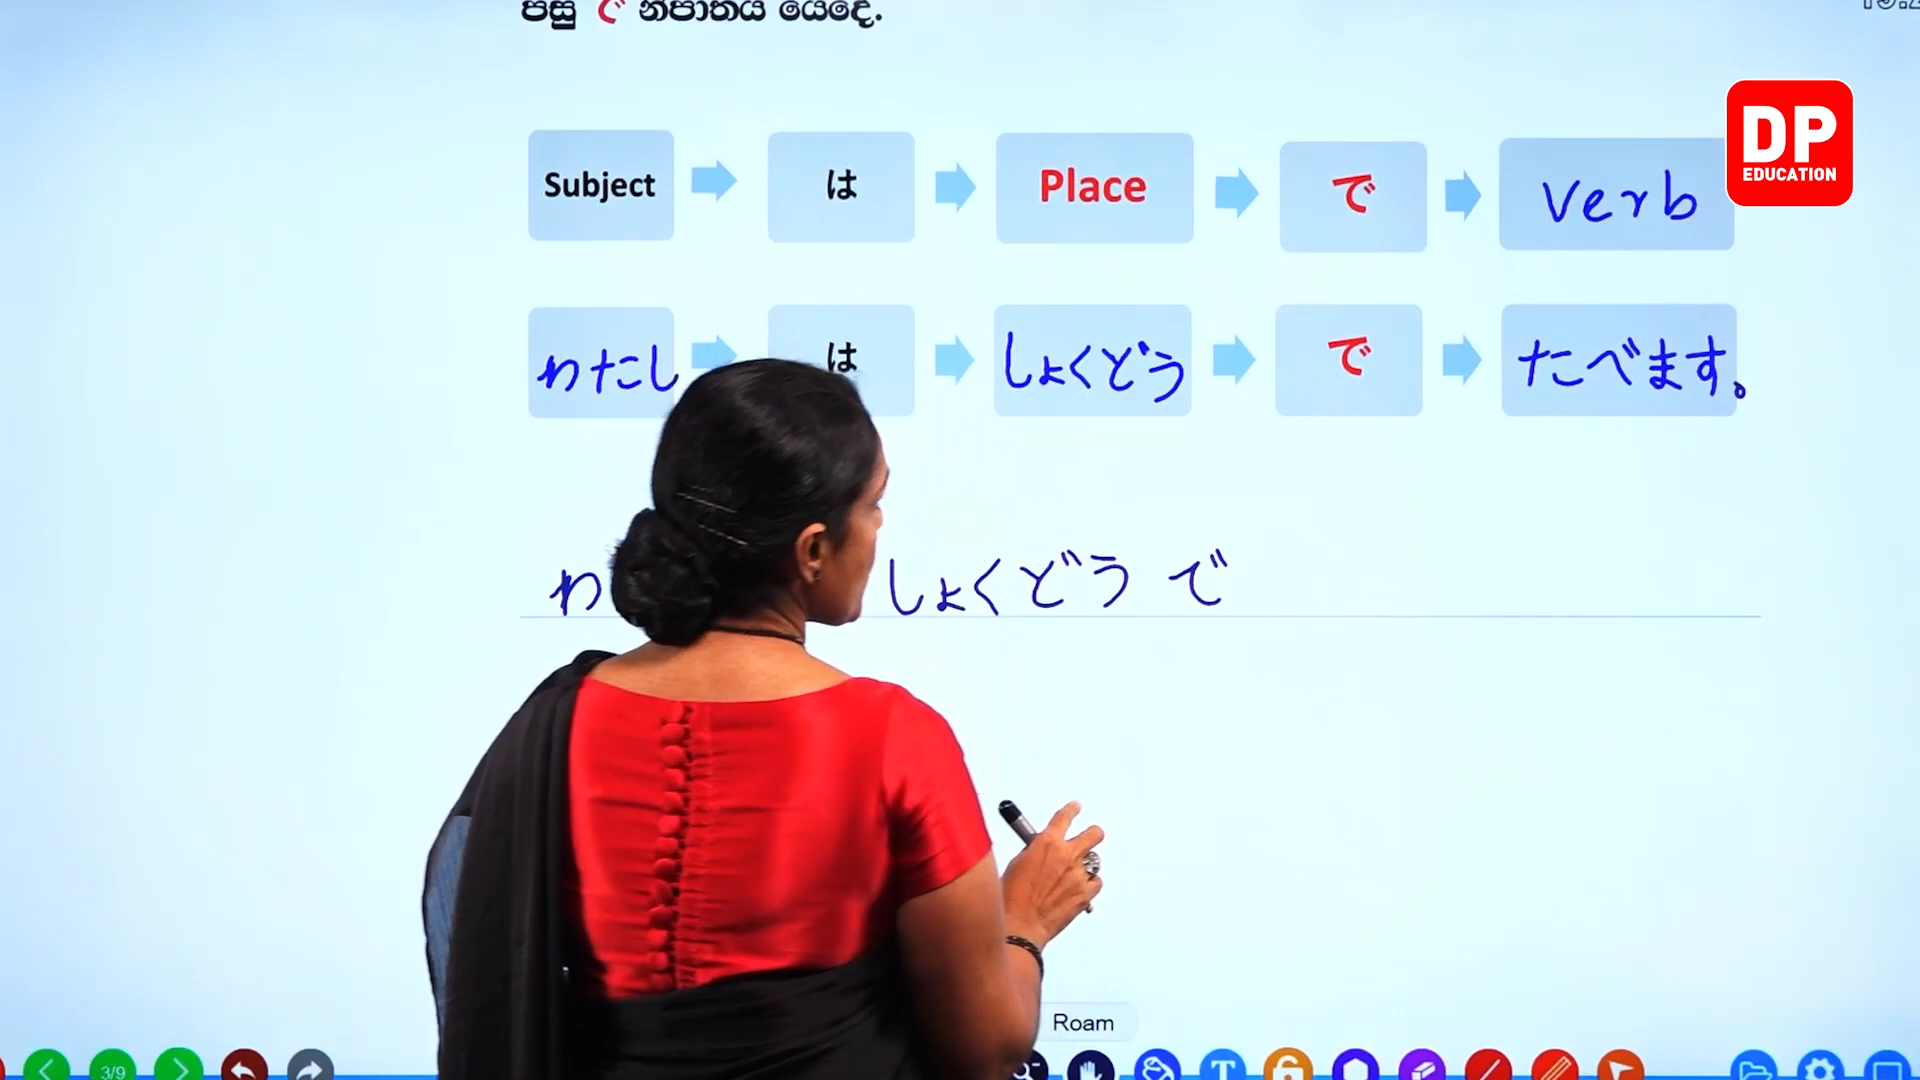 පසු で නිපාතය යෙදේ.
DP
EDUCATION
Subject は Place で verb
わたし は しょくどう で たべます。
わ しょくどう で
Roam
3/9
T